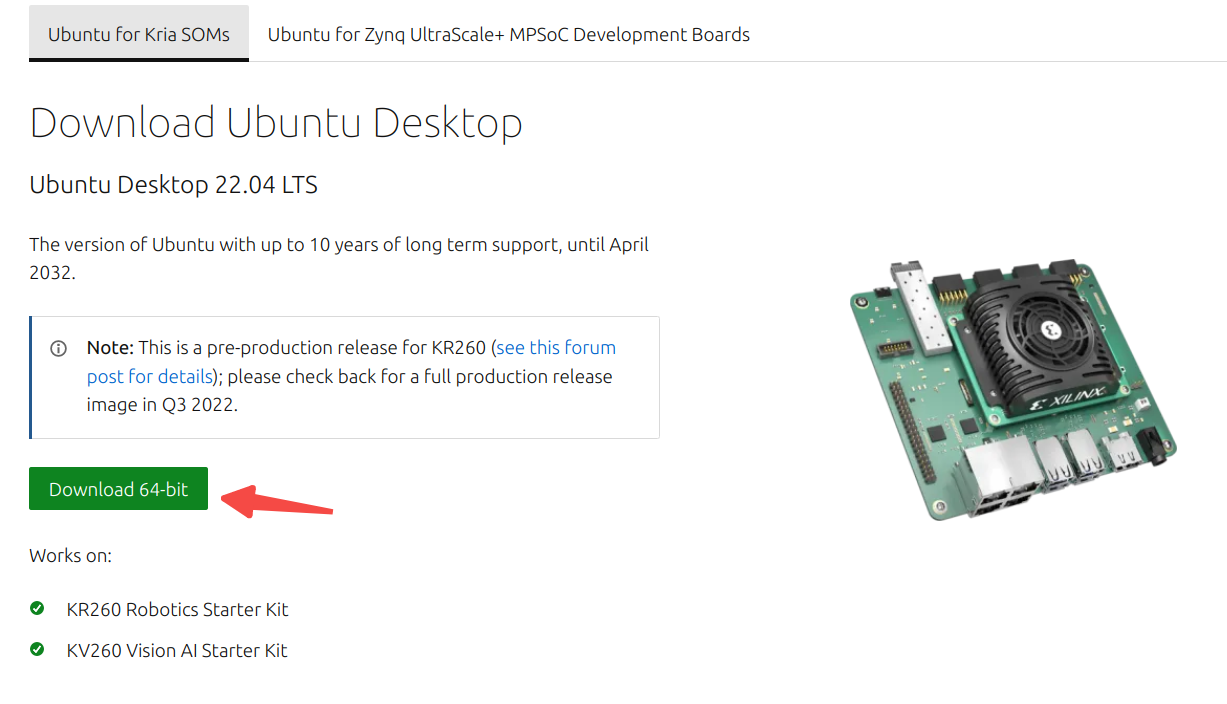 Ubuntu for Kria SOMs
Ubuntu for Zynq UltraScale+ MPSoC Development Boards
Download Ubuntu Desktop
Ubuntu Desktop 22.04 LTS
The version of Ubuntu with up to 10 years of long term support, until April
2032.
Note: This is a pre-production release for KR260 (see this forum
post for details); please check back for a full production release
image in Q3 2022.
XILINX
Download 64-bit
Works on:
KR260 Robotics Starter Kit
KV260 Vision AI Starter Kit